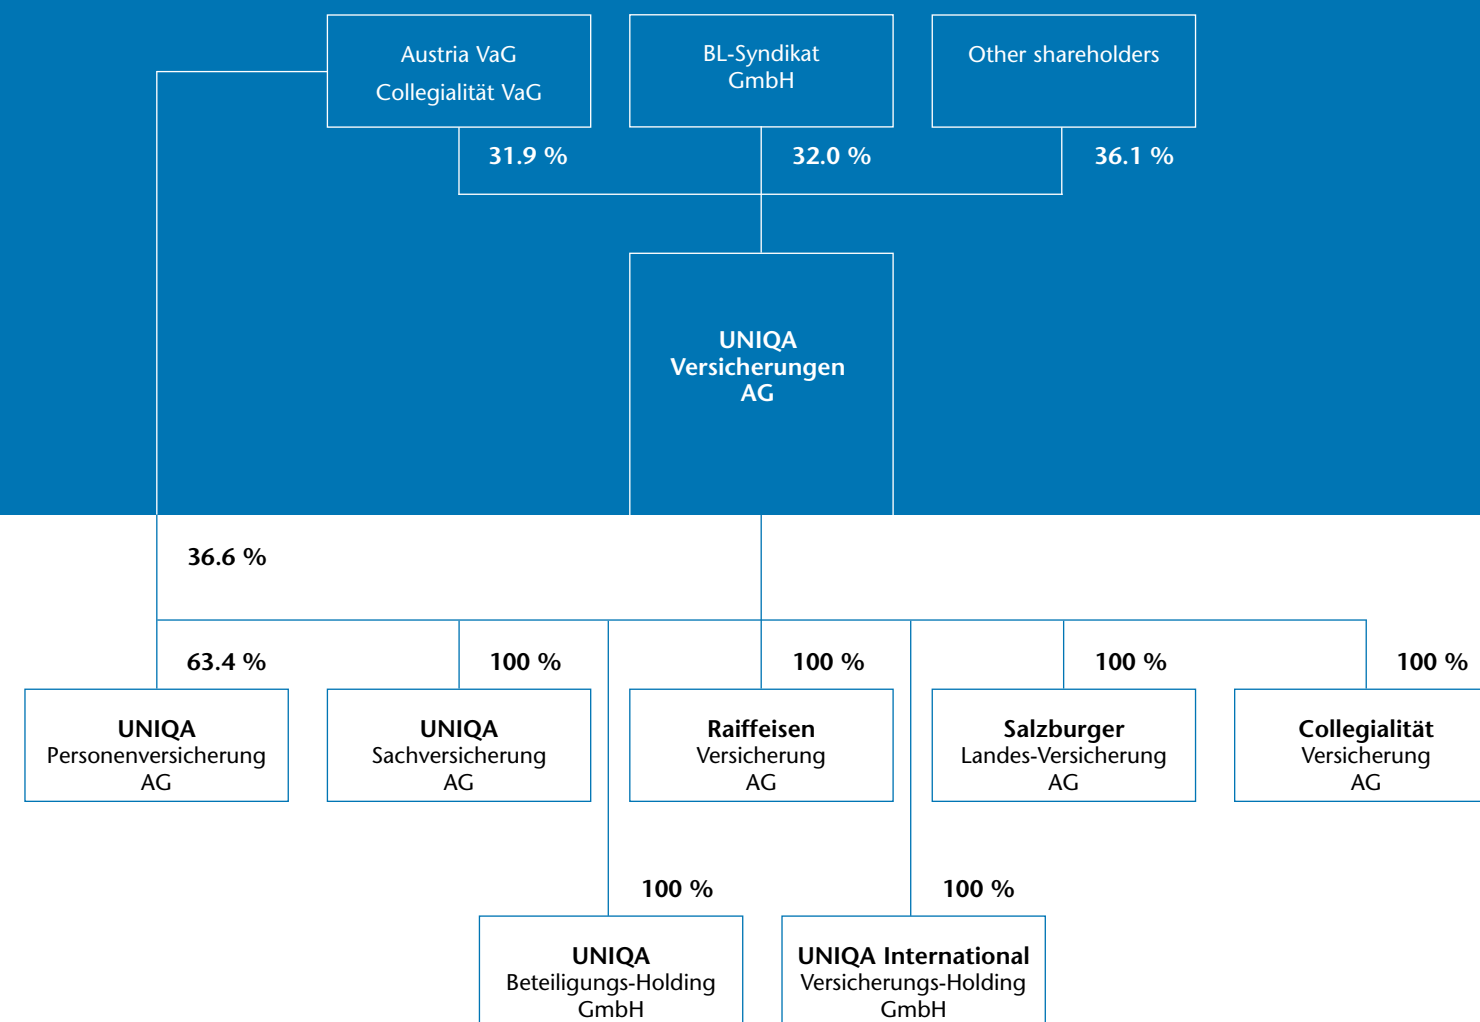 Austria VaG
Collegialität VaG
BL-Syndikat
GmbH
Other shareholders
31.9 %
32.0 %
36.1 %
UNIQA
Versicherungen
AG
36.6 %
63.4 %
100 %
100 %
100 %
100 %
UNIQA
Personenversicherung
AG
UNIQA
Sachversicherung
AG
Raiffeisen
Versicherung
AG
Salzburger
Landes-Versicherung
AG
Collegialität
Versicherung
AG
100 %
100 %
UNIQA
Beteiligungs-Holding
GmbH
UNIQA International
Versicherungs-Holding
GmbH